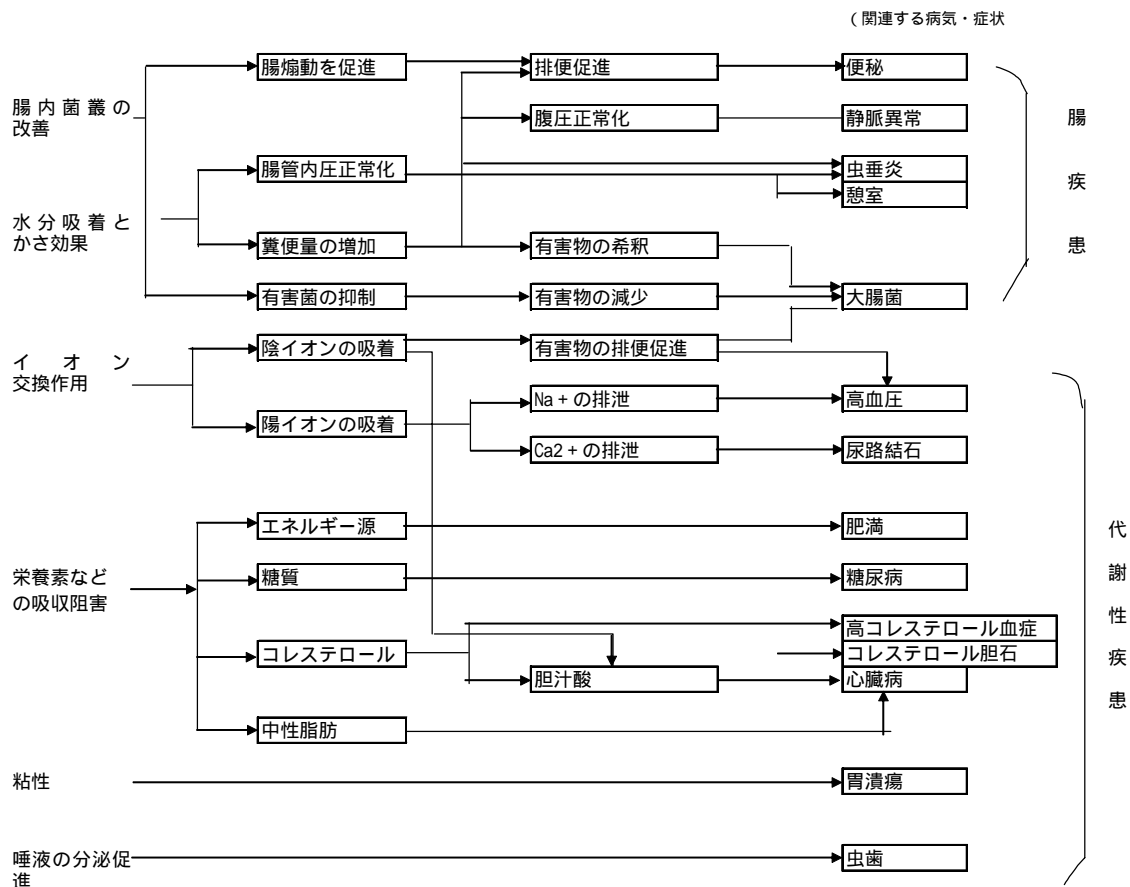 （関連する病気・症状
腸煽動を促進
排便促進
便秘
腸内菌叢の
改善
腹圧正常化
静脈異常
腸管内圧正常化
虫垂炎
憩室
水分吸着と
かさ効果
糞便量の増加
有害物の希釈
有害菌の抑制
有害物の減少
大腸菌
腸疾患
イオン
交換作用
陰イオンの吸着
有害物の排便促進
陽イオンの吸着
Na+の排泄
高血圧
Ca2+の排泄
尿路結石
栄養素など
の吸収阻害
エネルギー源
肥満
糖質
糖尿病
コレステロール
高コレステロール血症
コレステロール胆石
胆汁酸
心臓病
中性脂肪
粘性
胃潰瘍
唾液の分泌促
進
虫歯
代謝性疾患